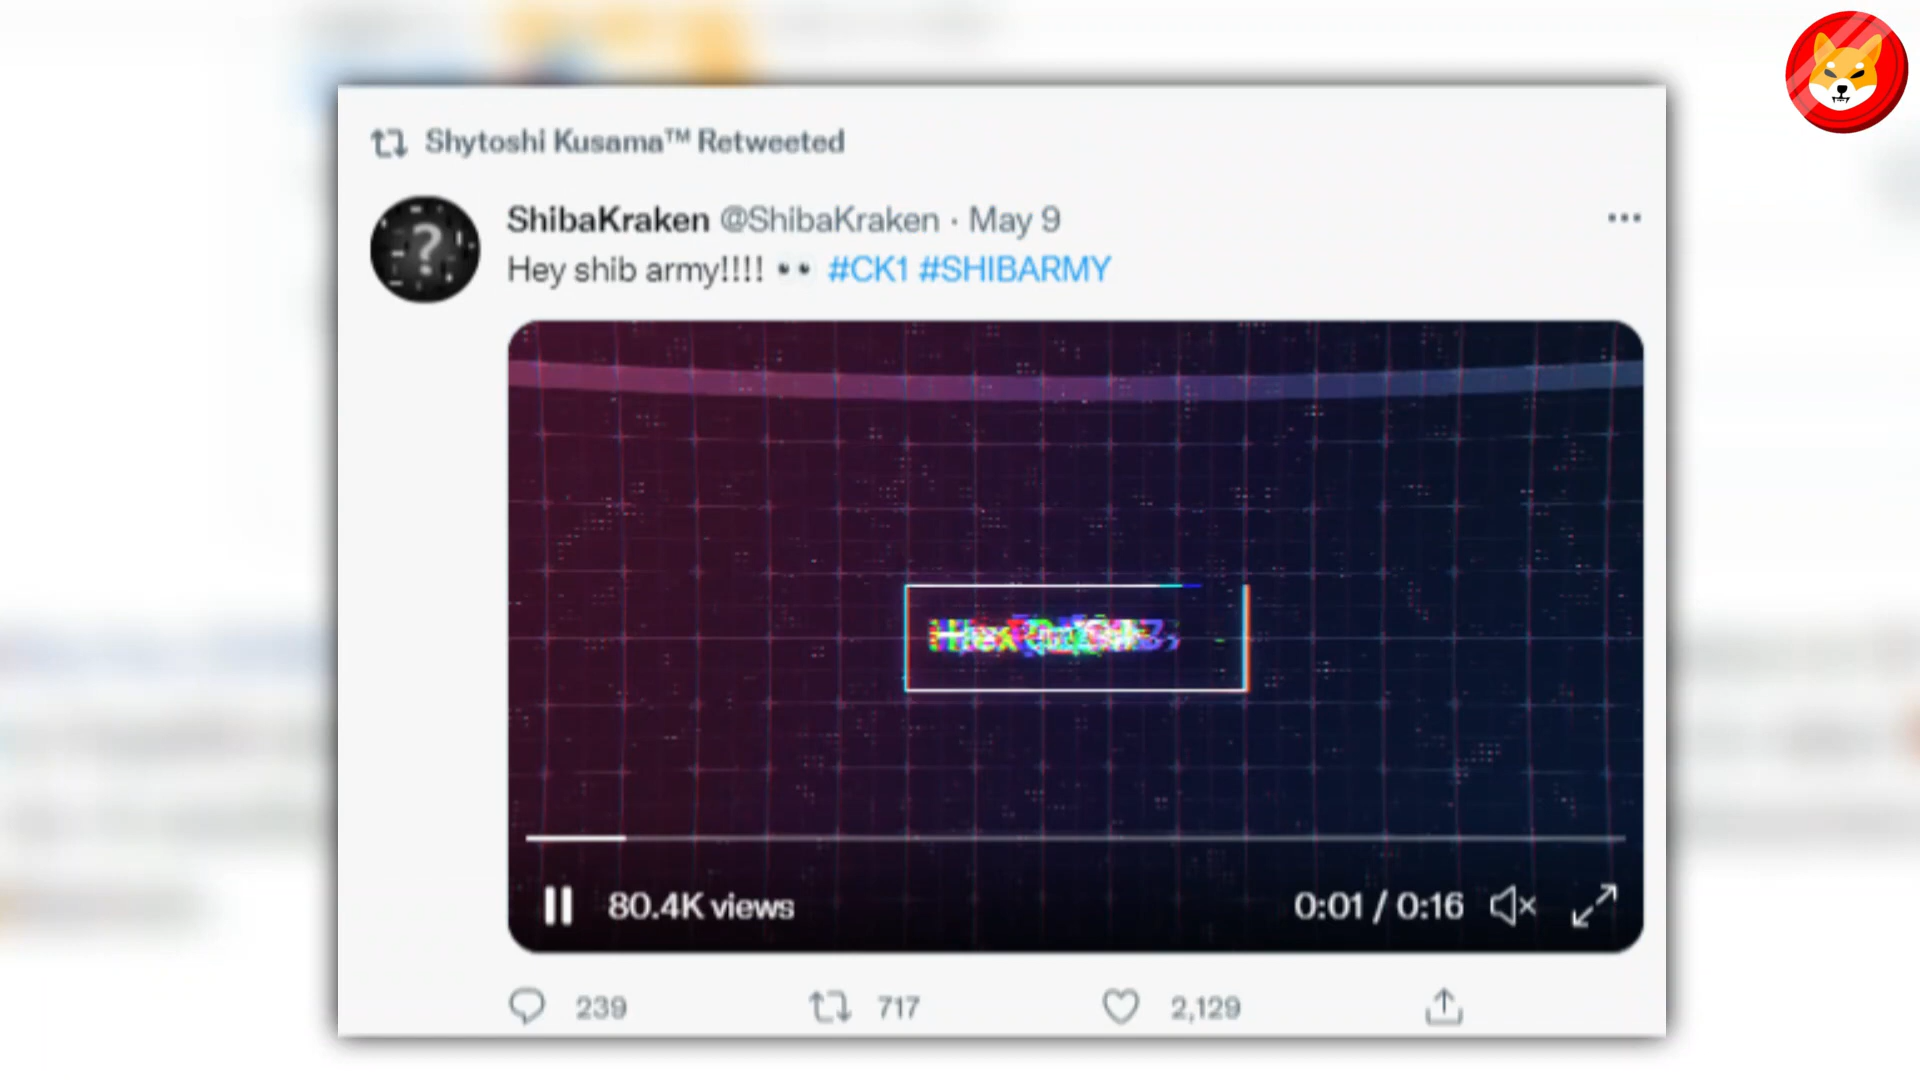 Shytoshi Kusama™ Retweeted
ShibaKraken @ShibaKraken · May 9
Hey shib army!!!! 👀 #CK1 #SHIBARMY
80.4K views
0:01 / 0:16
239
717
2,129